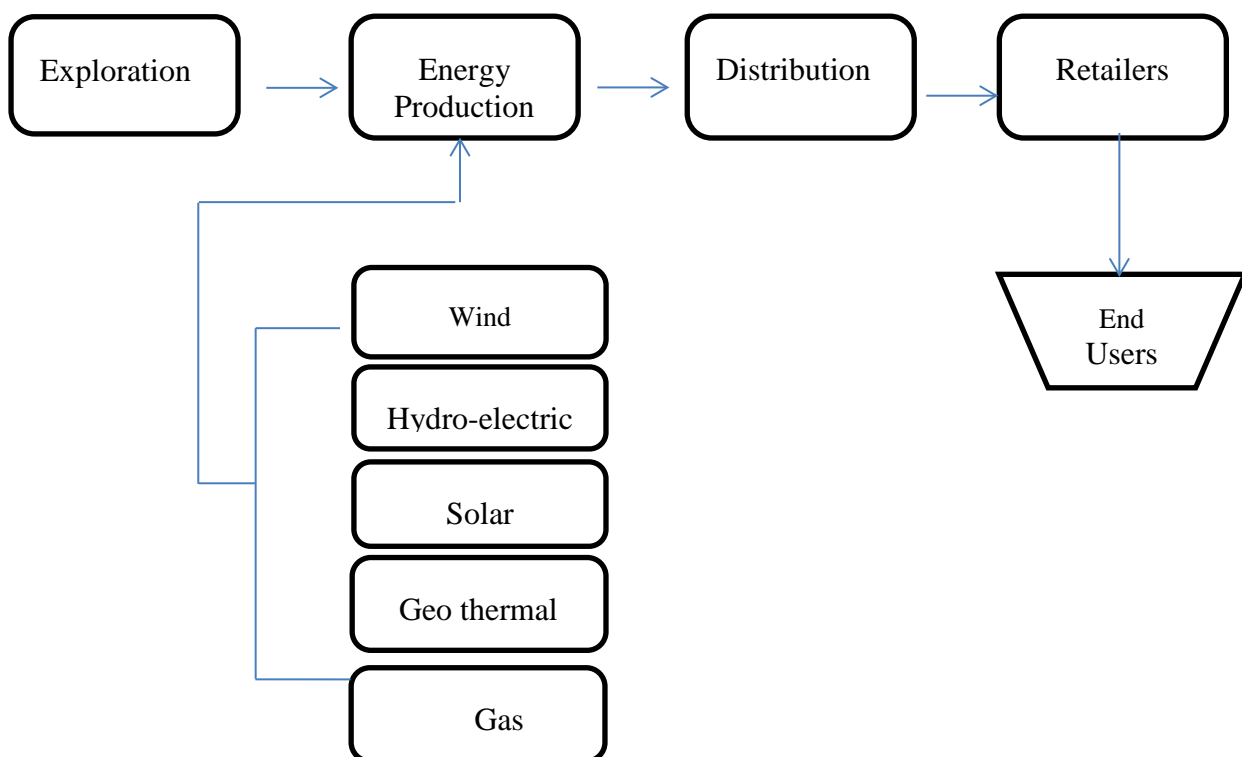 Exploration
Energy
Production
Distribution
Retailers
Wind
Hydro-electric
Solar
Geo thermal
Gas
End
Users